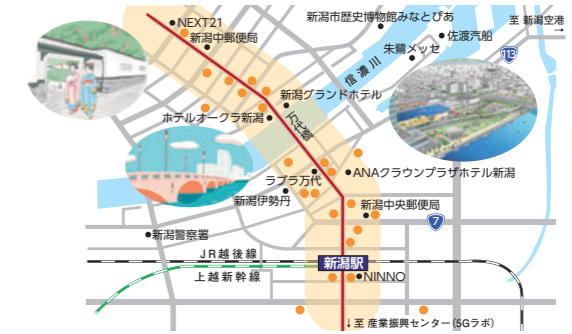 NEXT21
新潟中郵便局
新潟市歴史博物館みなとぴあ
至 新潟空港
→
佐渡汽船
朱鷺メッセ
113
信濃川
新潟グランドホテル
ホテルオークラ新潟
万代橋
ANAクラウンプラザホテル新潟
ラブラ万代
新潟伊勢丹
新潟中央郵便局
7
新潟警察署
JR越後線
新潟駅
上越新幹線
NINNO
↓至 産業振興センター(5Gラボ)